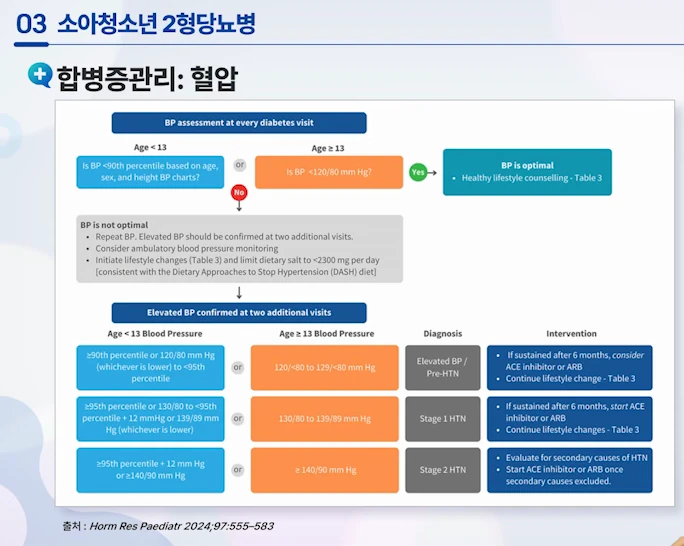 03 소아청소년 2형당뇨병
합병증관리: 혈압
BP assessment at every diabetes visit
Age < 13
Age ≥ 13
Is BP <90th percentile based on age,
sex, and height BP charts?
or
Is BP <120/80 mm Hg?
Yes
BP is optimal
• Healthy lifestyle counselling - Table 3
No
BP is not optimal
• Repeat BP. Elevated BP should be confirmed at two additional visits.
• Consider ambulatory blood pressure monitoring
• Initiate lifestyle changes (Table 3) and limit dietary salt to <2300 mg per day
[consistent with the Dietary Approaches to Stop Hypertension (DASH) diet]
Elevated BP confirmed at two additional visits
Age < 13 Blood Pressure
Age ≥ 13 Blood Pressure
Diagnosis
Intervention
≥90th percentile or 120/80 mm Hg
(whichever is lower) to <95th
percentile
or
120/<80 to 129/<80 mm Hg
Elevated BP /
Pre-HTN
• If sustained after 6 months, consider
ACE inhibitor or ARB
• Continue lifestyle change - Table 3
≥95th percentile or 130/80 to <95th
percentile + 12 mmHg or 139/89 mm
Hg (whichever is lower)
or
130/80 to 139/89 mm Hg
Stage 1 HTN
• If sustained after 6 months, start ACE
inhibitor or ARB
• Continue lifestyle changes - Table 3
≥95th percentile + 12 mm Hg
or ≥140/90 mm Hg
or
≥ 140/90 mm Hg
Stage 2 HTN
• Evaluate for secondary causes of HTN
• Start ACE inhibitor or ARB once
secondary causes excluded.
출처 : Horm Res Paediatr 2024;97:555–583